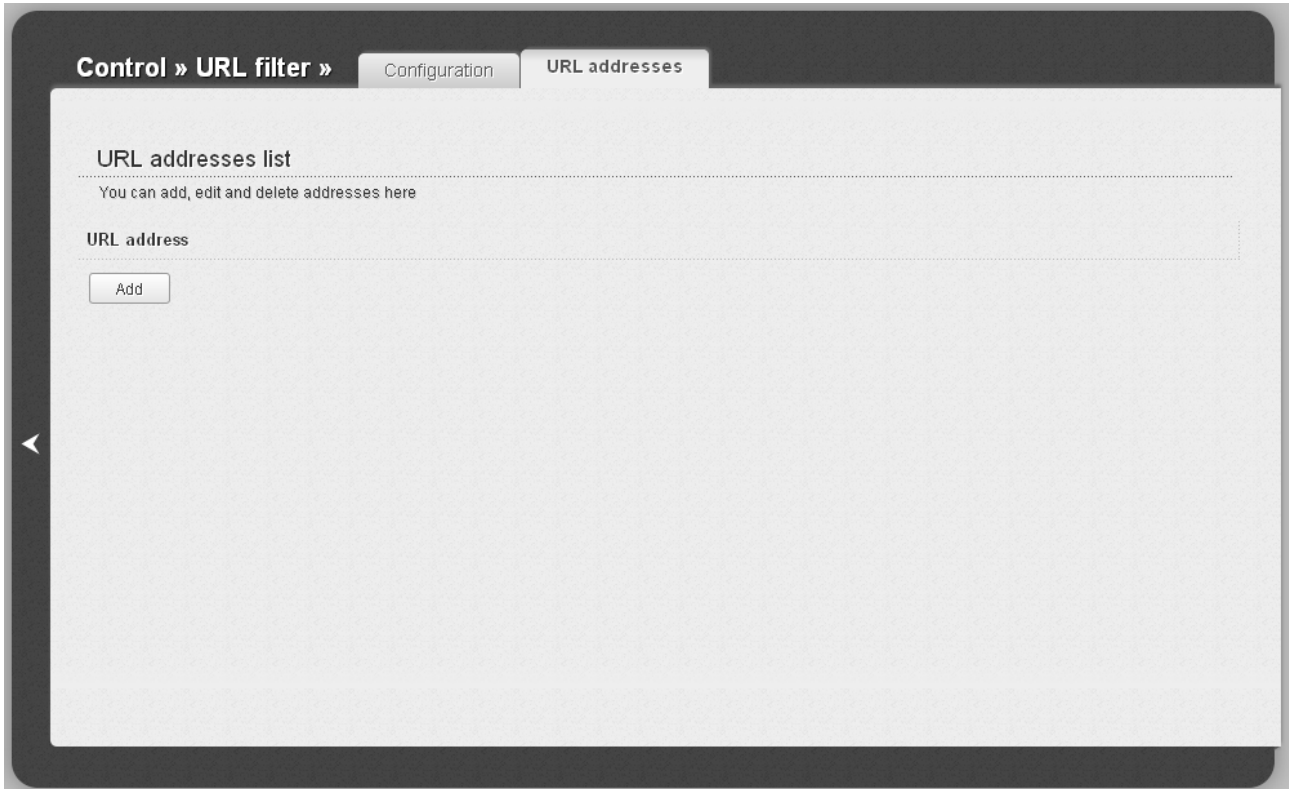 Control » URL filter » Configuration URL addresses
URL addresses list
You can add, edit and delete addresses here
URL address
Add